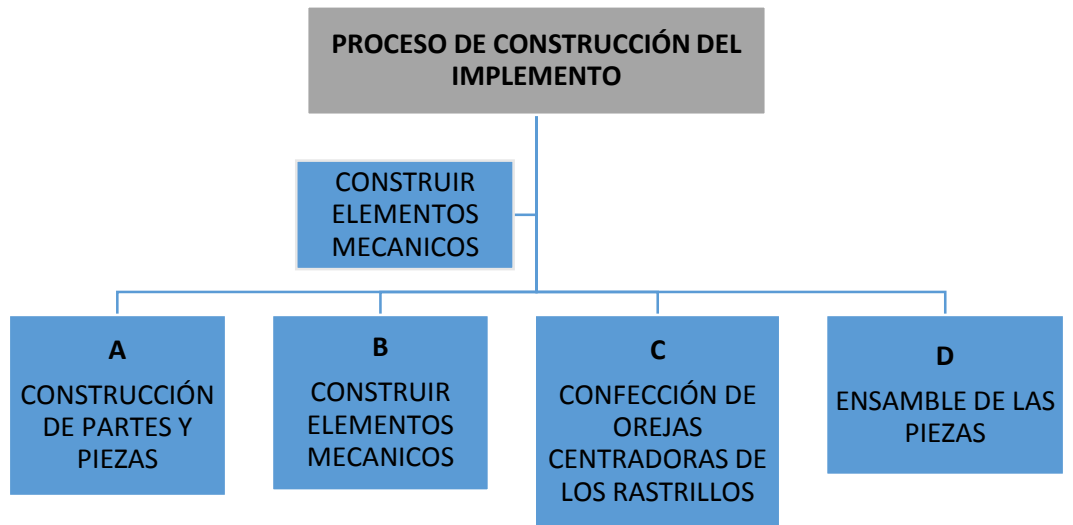 PROCESO DE CONSTRUCCIÓN DEL
IMPLEMENTO
CONSTRUIR
ELEMENTOS
MECANICOS
A
CONSTRUCCIÓN
DE PARTES Y
PIEZAS
B
CONSTRUIR
ELEMENTOS
MECANICOS
C
CONFECCIÓN DE
OREJAS
CENTRADORAS DE
LOS RASTRILLOS
D
ENSAMBLE DE LAS
PIEZAS